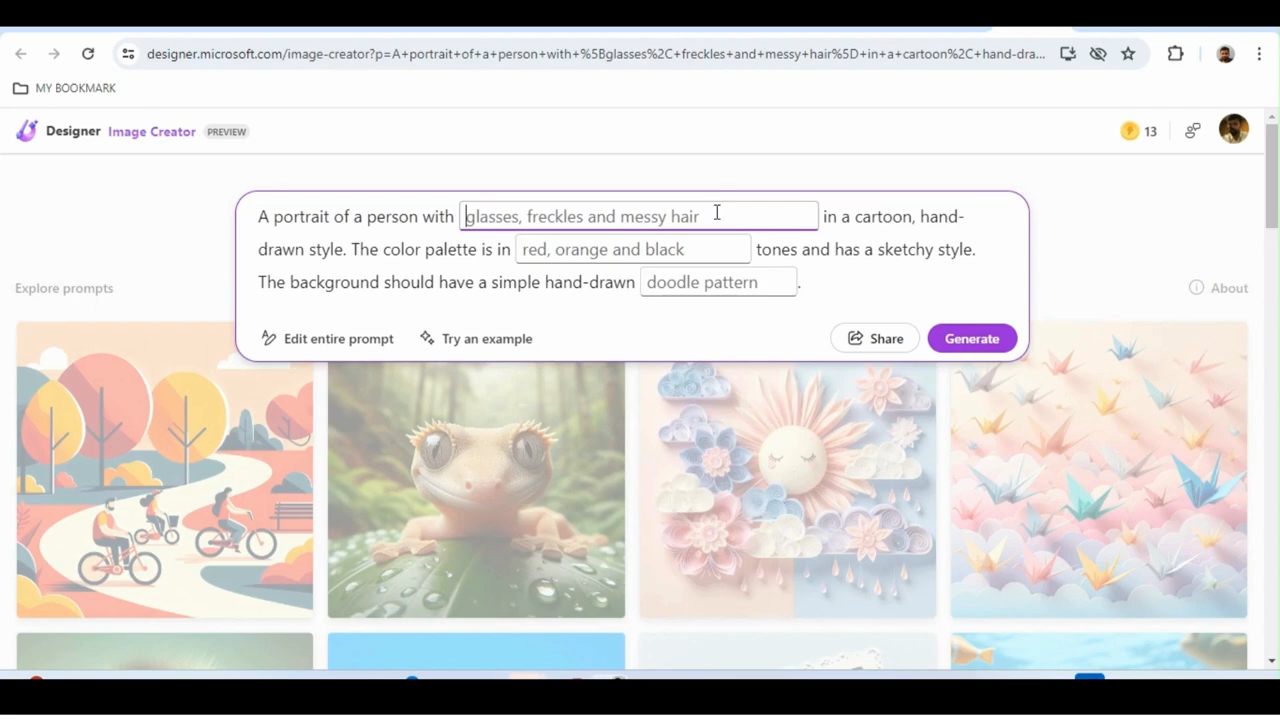 designer.microsoft.com/image-creator?p=A+portrait+of+a+person+with+%5Bglasses%2C+freckles+and+messy+hair%5D+in+a+cartoon%2C+hand-dra...
MY BOOKMARK
Designer Image Creator PREVIEW
13
A portrait of a person with glasses, freckles and messy hair in a cartoon, hand-
drawn style. The color palette is in red, orange and black tones and has a sketchy style.
The background should have a simple hand-drawn doodle pattern.
Explore prompts
About
Edit entire prompt Try an example Share Generate